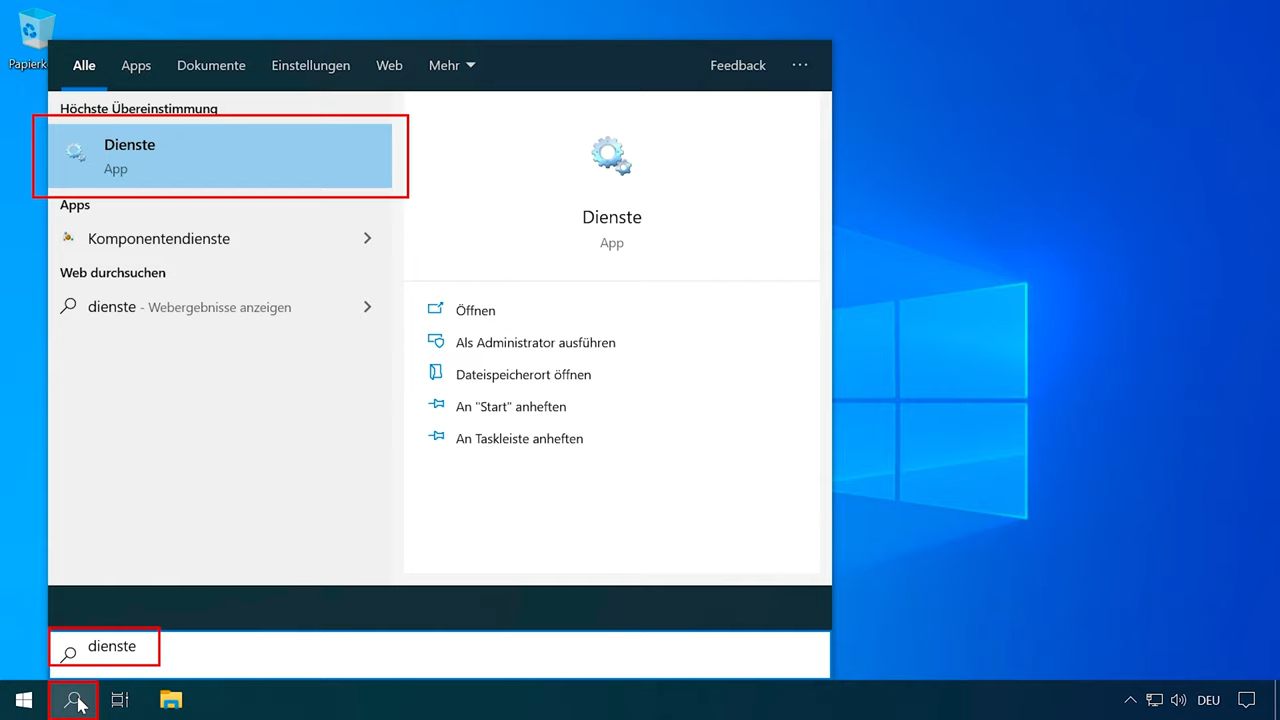 Papierk
Alle Apps Dokumente Einstellungen Web Mehr Feedback ...
Höchste Übereinstimmung
Dienste
App
Apps
Komponentendienste
Web durchsuchen
dienste - Webergebnisse anzeigen
Dienste
App
Öffnen
Als Administrator ausführen
Dateispeicherort öffnen
An "Start" anheften
An Taskleiste anheften
dienste
DEU